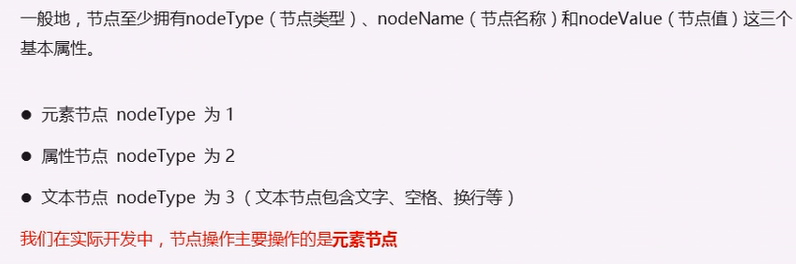 一般地，节点至少拥有nodeType（节点类型）、nodeName（节点名称）和nodeValue（节点值）这三个
基本属性。
● 元素节点 nodeType 为 1
● 属性节点 nodeType 为 2
● 文本节点 nodeType 为 3（文本节点包含文字、空格、换行等）
我们在实际开发中，节点操作主要操作的是元素节点